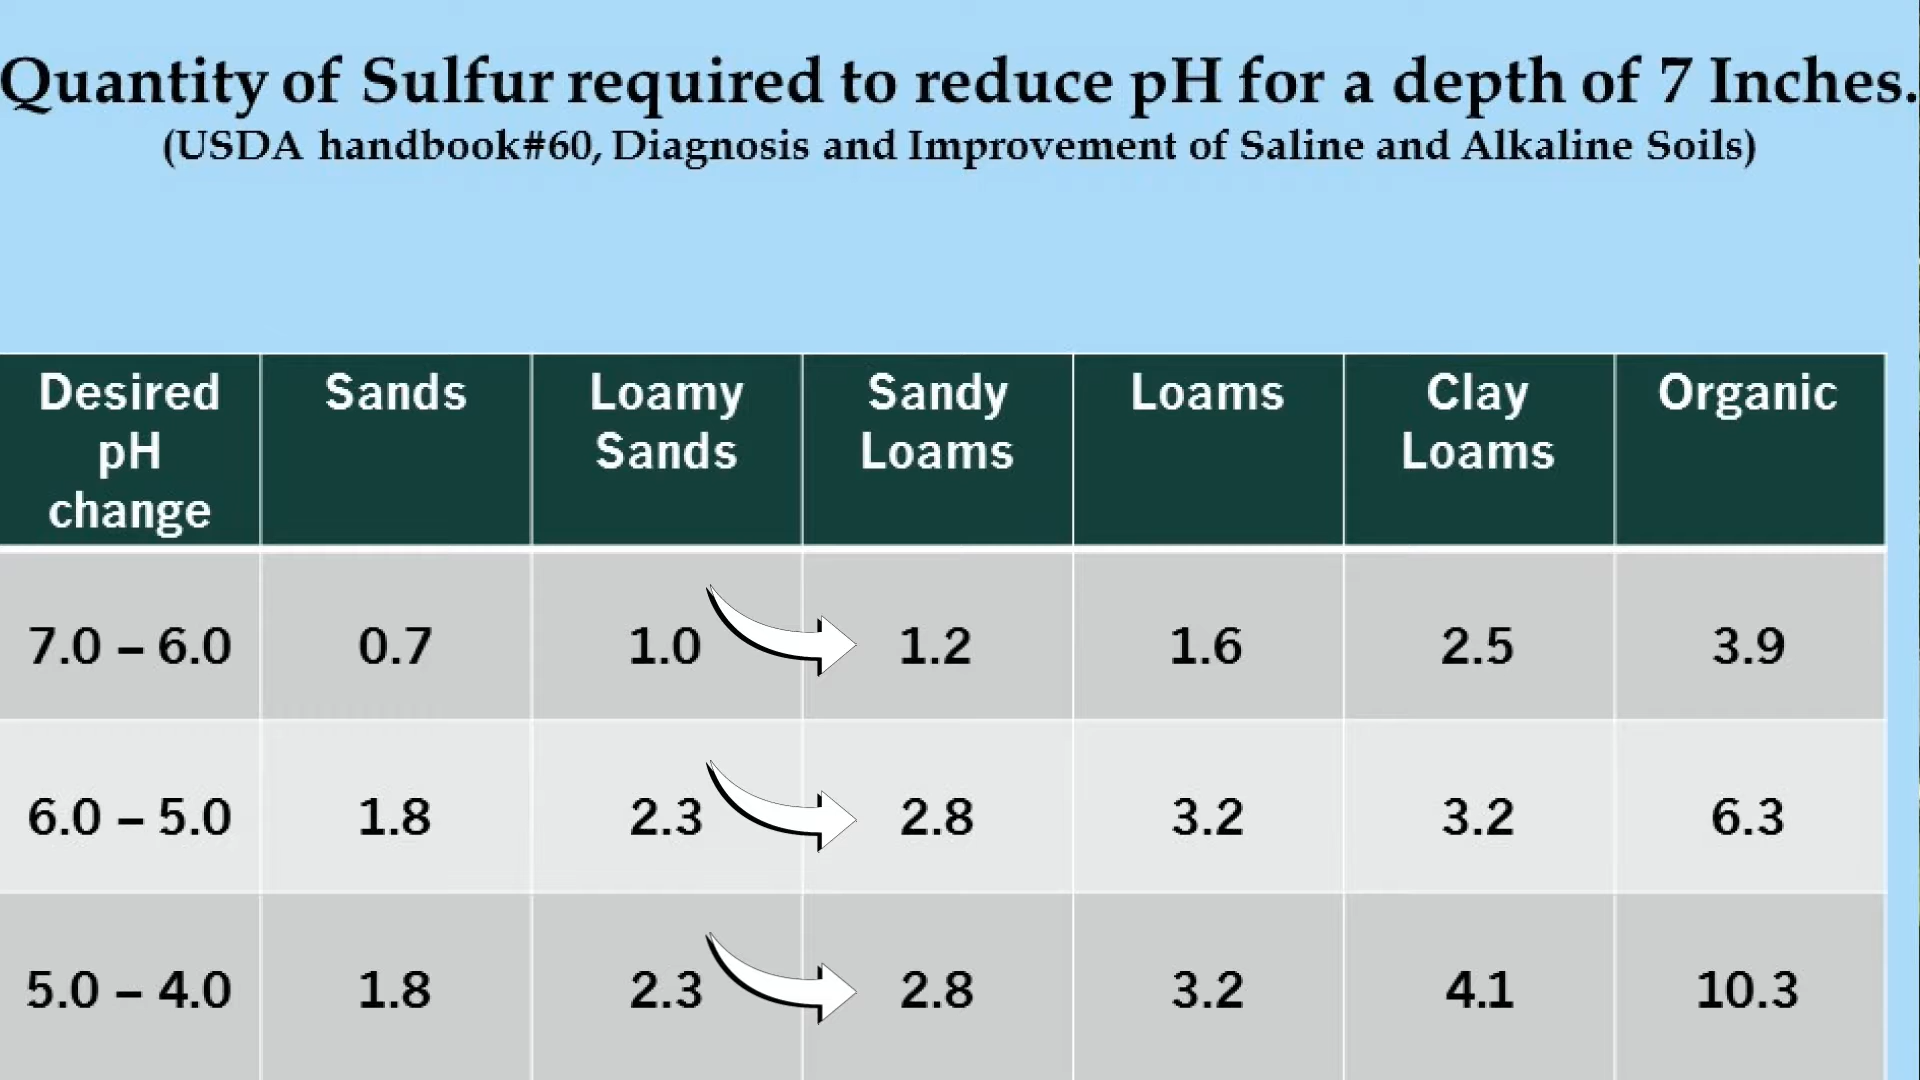 Quantity of Sulfur required to reduce pH for a depth of 7 Inches.
(USDA handbook#60, Diagnosis and Improvement of Saline and Alkaline Soils)
Desired pH change Sands Loamy Sands Sandy Loams Loams Clay Loams Organic
7.0 – 6.0 0.7 1.0 1.2 1.6 2.5 3.9
6.0 – 5.0 1.8 2.3 2.8 3.2 3.2 6.3
5.0 – 4.0 1.8 2.3 2.8 3.2 4.1 10.3